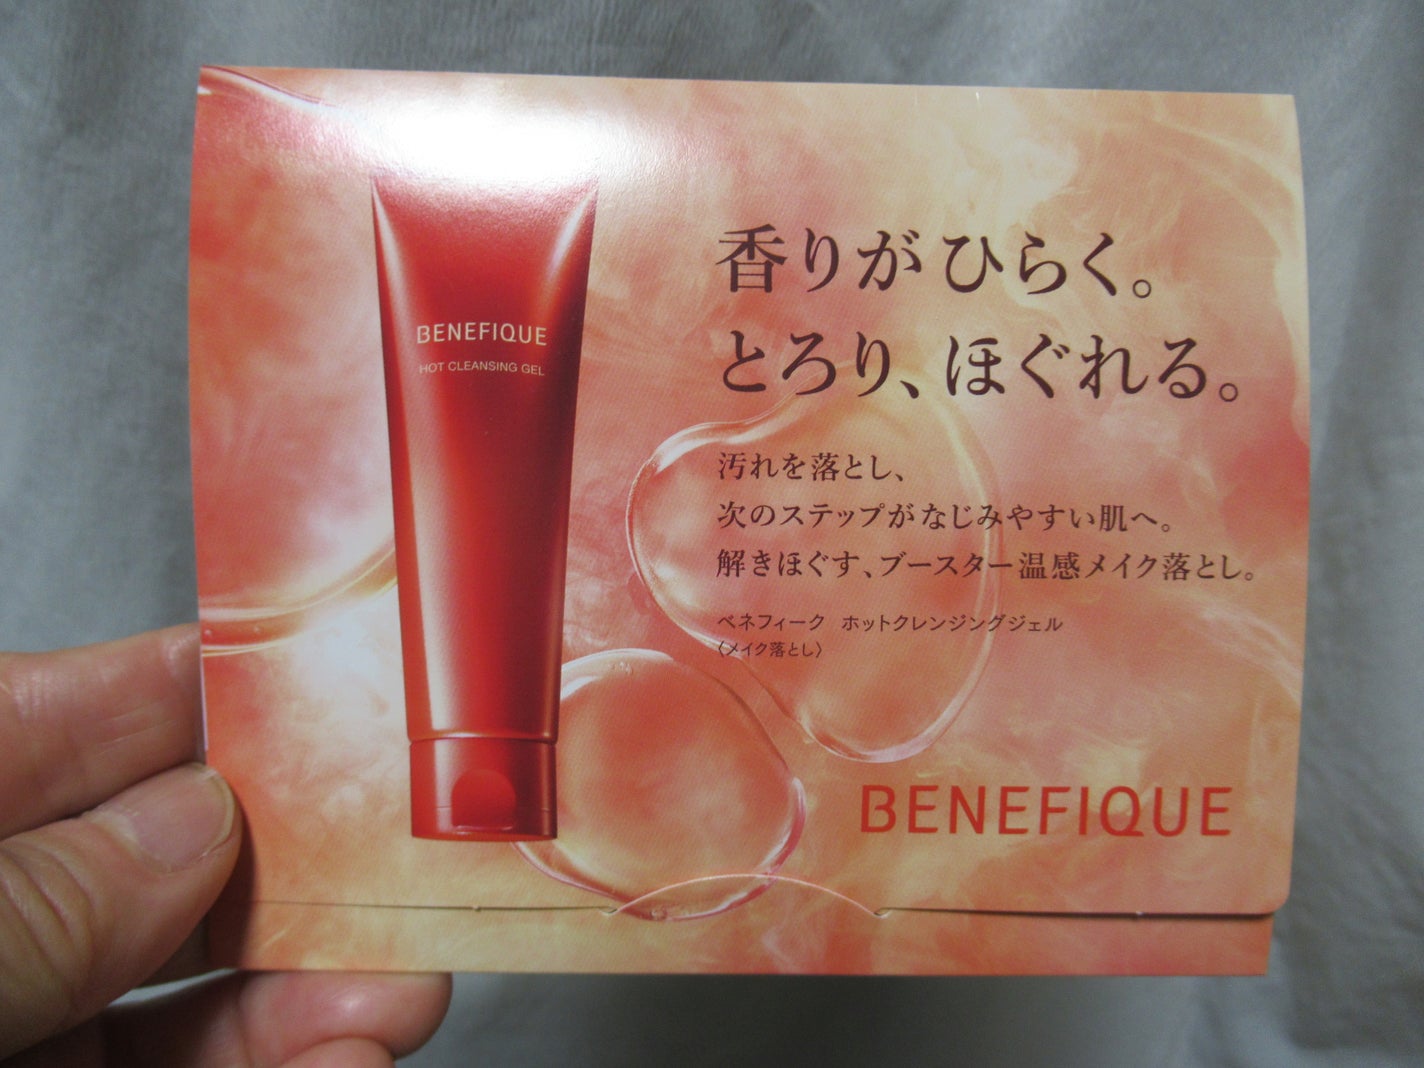 BENEFIQUE
HOT CLEANSING GEL
香りがひらく。
とろり、ほぐれる。
汚れを落とし、
次のステップがなじみやすい肌へ。
解きほぐす、ブースター温感メイク落とし。
ベネフィーク ホットクレンジングジェル
〈メイク落とし〉
BENEFIQUE